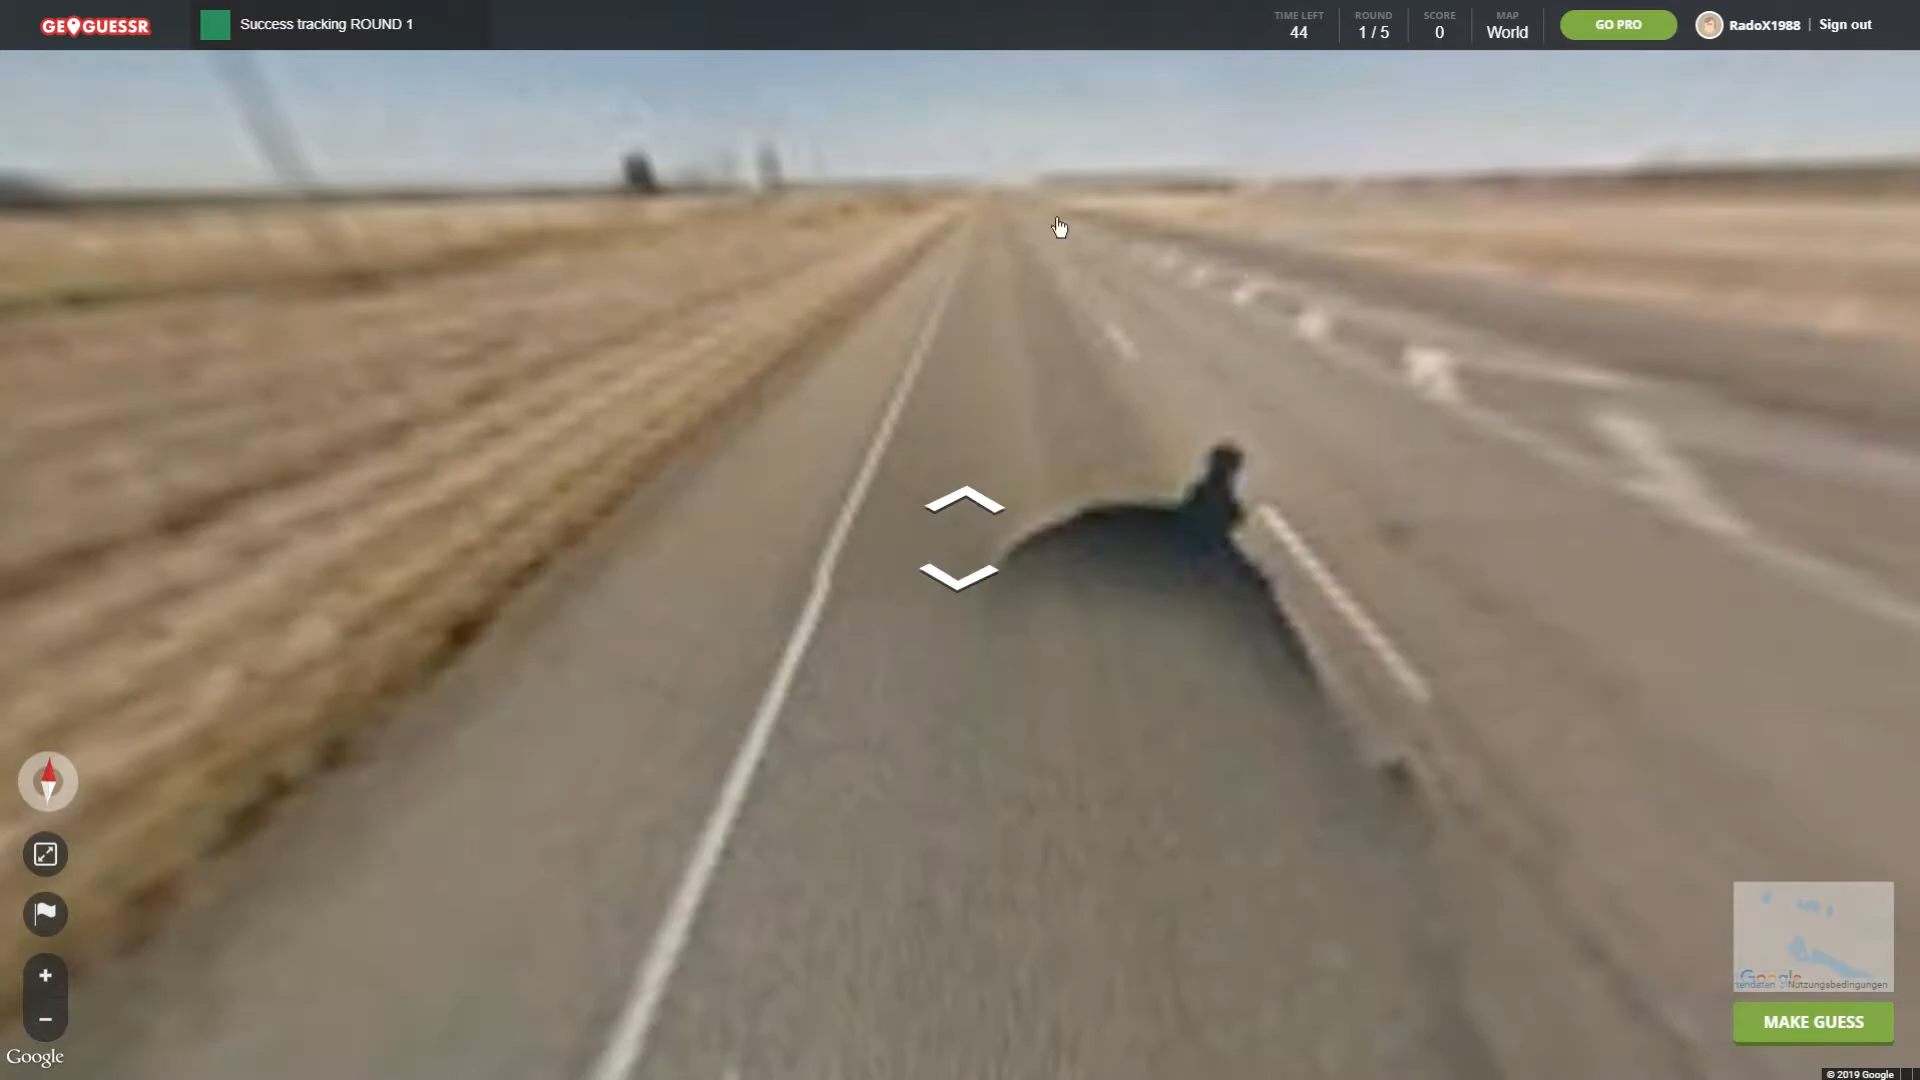 GEOGUESSR
Success tracking ROUND 1
TIME LEFT
44
ROUND
1 / 5
SCORE
0
MAP
World
GO PRO
RadoX1988 | Sign out
Google
Nutzungsbedingungen
MAKE GUESS
Google
© 2019 Google